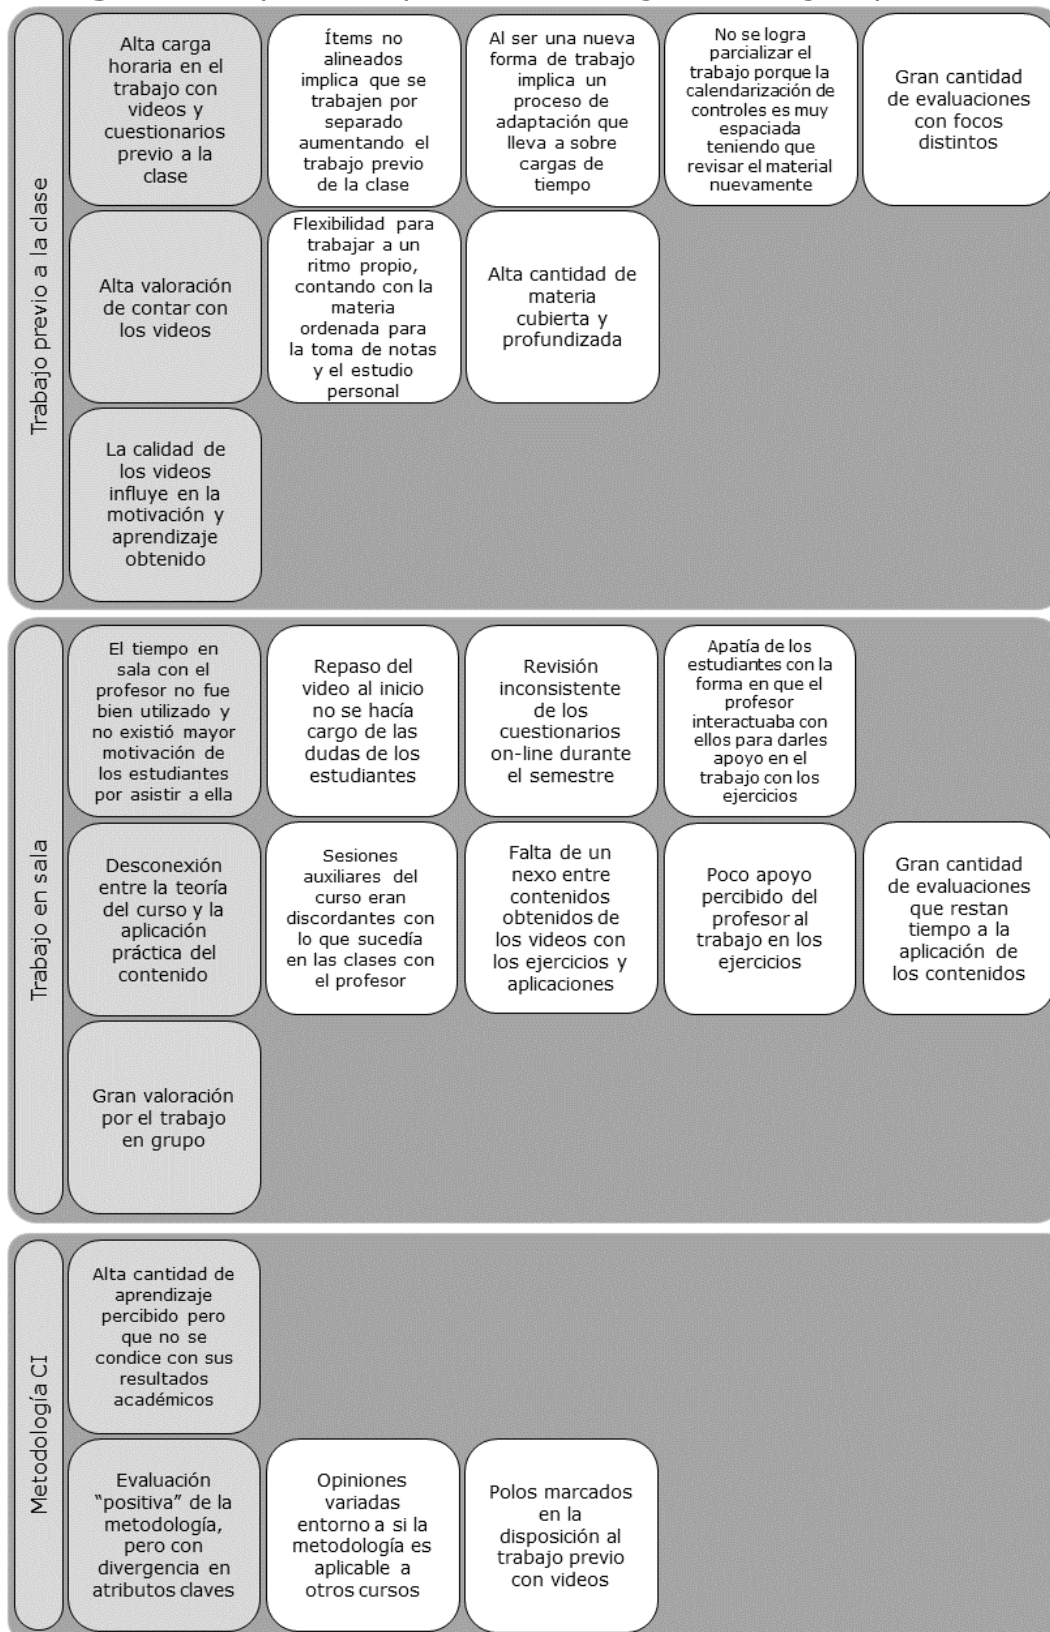 Trabajo previo a la clase
Alta carga
horaria en el
trabajo con
videos y
cuestionarios
previo a la
clase
Ítems no
alineados
implica que se
trabajen por
separado
aumentando el
trabajo previo
de la clase
Al ser una nueva
forma de trabajo
implica un
proceso de
adaptación que
lleva a sobre
cargas de
tiempo
No se logra
parcializar el
trabajo porque la
calendarización de
controles es muy
espaciada
teniendo que
revisar el material
nuevamente
Gran cantidad
de evaluaciones
con focos
distintos
Alta valoración
de contar con
los videos
Flexibilidad para
trabajar a un
ritmo propio,
contando con la
materia
ordenada para
la toma de notas
y el estudio
personal
Alta cantidad de
materia
cubierta y
profundizada
La calidad de
los videos
influye en la
motivación y
aprendizaje
obtenido
Trabajo en sala
El tiempo en
sala con el
profesor no fue
bien utilizado y
no existió mayor
motivación de
los estudiantes
por asistir a ella
Repaso del
video al inicio
no se hacía
cargo de las
dudas de los
estudiantes
Revisión
inconsistente
de los
cuestionarios
on-line durante
el semestre
Apatía de los
estudiantes con la
forma en que el
profesor
interactuaba con
ellos para darles
apoyo en el
trabajo con los
ejercicios
Desconexión
entre la teoría
del curso y la
aplicación
práctica del
contenido
Sesiones
auxiliares del
curso eran
discordantes con
lo que sucedía
en las clases con
el profesor
Falta de un
nexo entre
contenidos
obtenidos de
los videos con
los ejercicios y
aplicaciones
Poco apoyo
percibido del
profesor al
trabajo en los
ejercicios
Gran cantidad
de evaluaciones
que restan
tiempo a la
aplicación de
los contenidos
Gran valoración
por el trabajo
en grupo
Metodología CI
Alta cantidad de
aprendizaje
percibido pero
que no se
condice con sus
resultados
académicos
Evaluación
“positiva” de la
metodología,
pero con
divergencia en
atributos claves
Opiniones
variadas
entorno a si la
metodología es
aplicable a
otros cursos
Polos marcados
en la
disposición al
trabajo previo
con videos